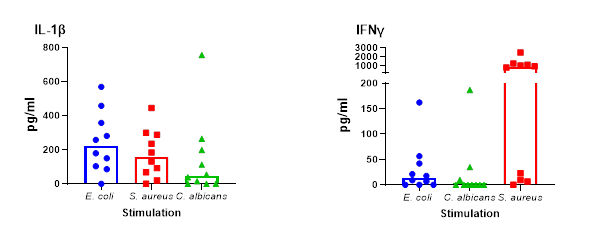 IL-1β
800
600
400
200
0
pg/ml
E. coli S. aureus C. albicans
Stimulation
IFNγ
3000
2000
1000
200
150
100
50
0
pg/ml
E. coli C. albicans S. aureus
Stimulation